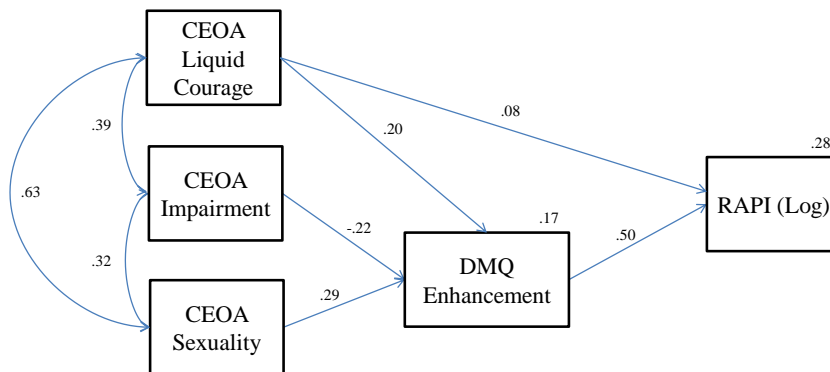 CEOA
Liquid
Courage
.08
.39
.20
.28
.63
CEOA
Impairment
RAPI (Log)
-.22
.17
.50
.32
DMQ
Enhancement
.29
CEOA
Sexuality